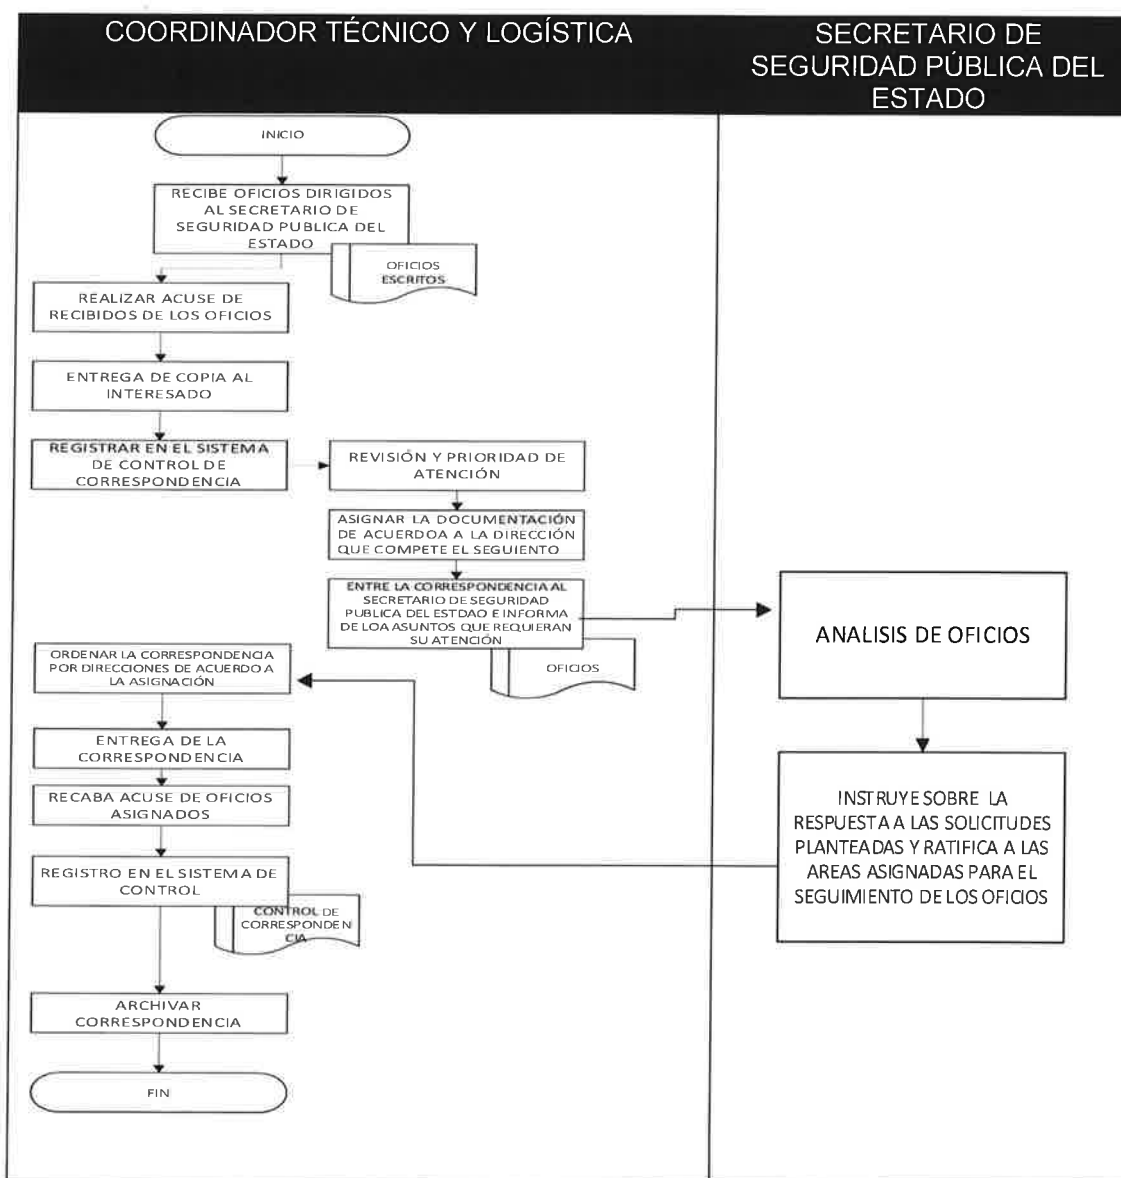 COORDINADOR TÉCNICO Y LOGÍSTICA
SECRETARIO DE
SEGURIDAD PÚBLICA DEL
ESTADO
INICIO
RECIBE OFICIOS DIRIGIDOS
AL SECRETARIO DE
SEGURIDAD PUBLICA DEL
ESTADO
OFICIOS
ESCRITOS
REALIZAR ACUSE DE
RECIBIDOS DE LOS OFICIOS
ENTREGA DE COPIA AL
INTERESADO
REGISTRAR EN EL SISTEMA
DE CONTROL DE
CORRESPONDENCIA
REVISIÓN Y PRIORIDAD DE
ATENCIÓN
ASIGNAR LA DOCUMENTACIÓN
DE ACUERDOA A LA DIRECCIÓN
QUE COMPETE EL SEGUIENTO
ENTRE LA CORRESPONDENCIA AL
SECRETARIO DE SEGURIDAD
PUBLICA DEL ESTDAO E INFORMA
DE LOA ASUNTOS QUE REQUIERAN
SU ATENCIÓN
OFICIOS
ANALISIS DE OFICIOS
INSTRUYE SOBRE LA
RESPUESTA A LAS SOLICITUDES
PLANTEADAS Y RATIFICA A LAS
AREAS ASIGNADAS PARA EL
SEGUIMIENTO DE LOS OFICIOS
ORDENAR LA CORRESPONDENCIA
POR DIRECCIONES DE ACUERDO A
LA ASIGNACIÓN
ENTREGA DE LA
CORRESPONDENCIA
RECABA ACUSE DE OFICIOS
ASIGNADOS
REGISTRO EN EL SISTEMA DE
CONTROL
CONTROL DE
CORRESPONDEN
CIA
ARCHIVAR
CORRESPONDENCIA
FIN